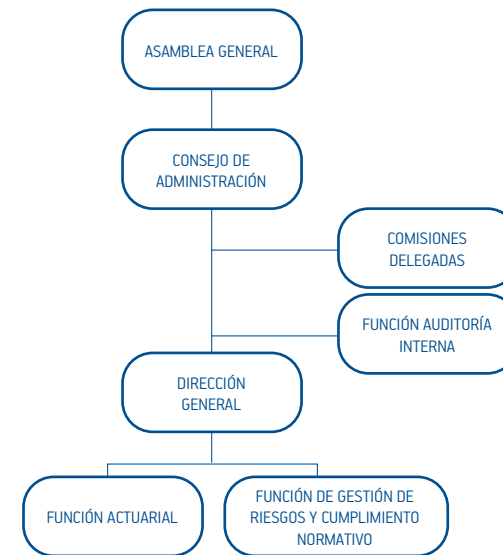 ASAMBLEA GENERAL
CONSEJO DE
ADMINISTRACIÓN
COMISIONES
DELEGADAS
FUNCIÓN AUDITORÍA
INTERNA
DIRECCIÓN
GENERAL
FUNCIÓN ACTUARIAL
FUNCIÓN DE GESTIÓN DE
RIESGOS Y CUMPLIMIENTO
NORMATIVO